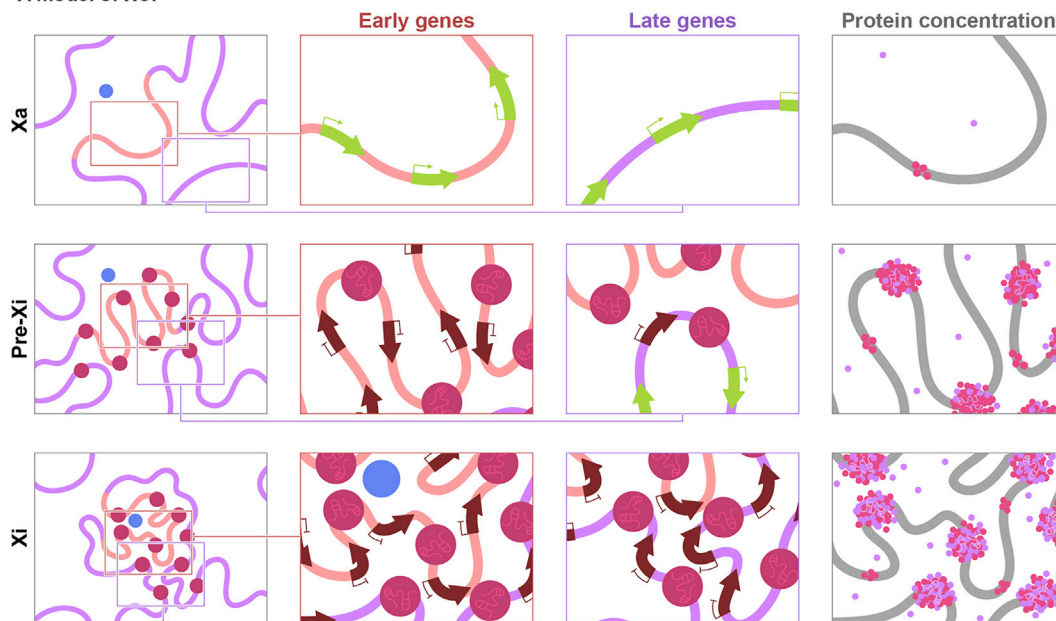 Early genes
Late genes
Protein concentration
Xa
Pre-Xi
Xi